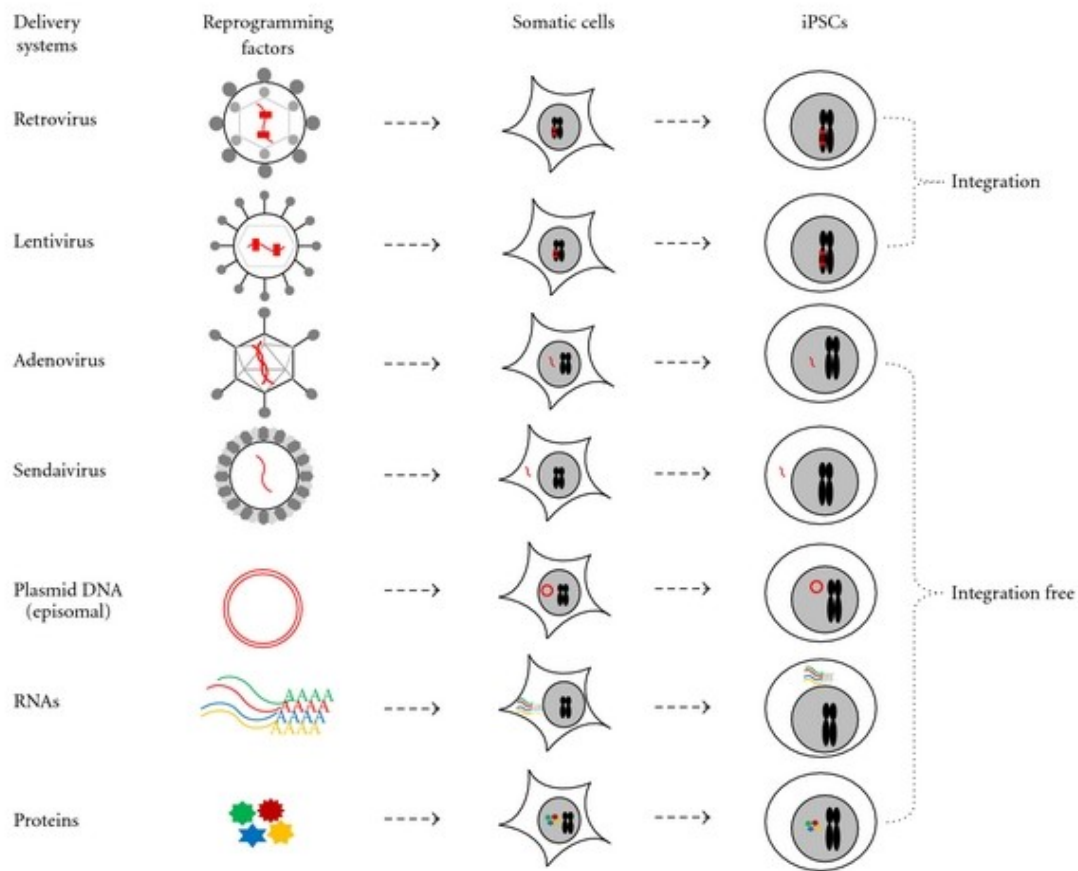 Delivery
systems
Reprogramming
factors
Somatic cells
iPSCs
Retrovirus
Integration
Lentivirus
Adenovirus
Sendaivirus
Plasmid DNA
(episomal)
Integration free
RNAs
AAAA
AAAA
AAAA
AAAA
Proteins